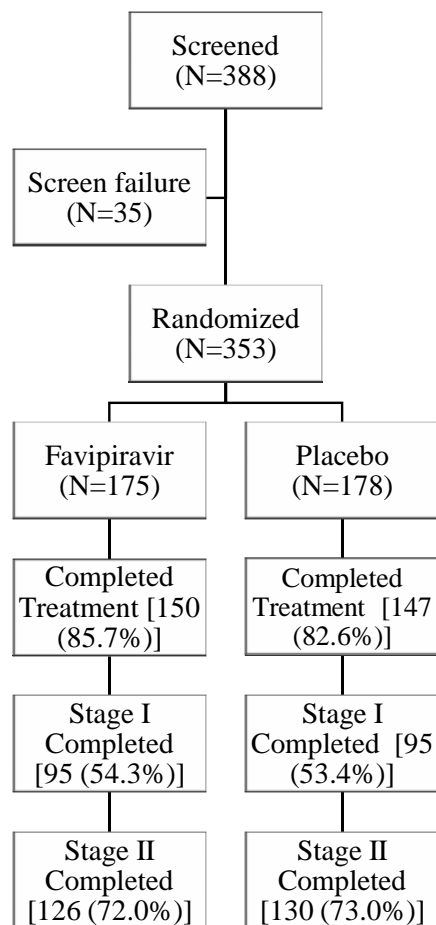 Screened
(N=388)
Screen failure
(N=35)
Randomized
(N=353)
Favipiravir
(N=175)
Placebo
(N=178)
Completed
Treatment [150
(85.7%)]
Completed
Treatment [147
(82.6%)]
Stage I
Completed
[95 (54.3%)]
Stage I
Completed [95
(53.4%)]
Stage II
Completed
[126 (72.0%)]
Stage II
Completed
[130 (73.0%)]